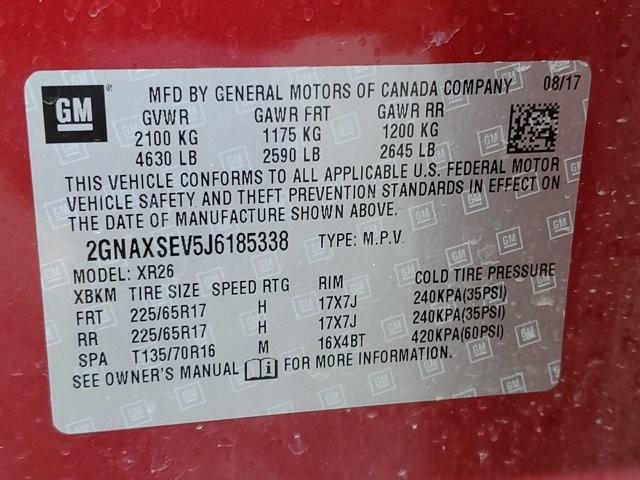 GM MFD BY GENERAL MOTORS OF CANADA COMPANY 08/17
GVWR GAWR FRT GAWR RR
2100 KG 1175 KG 1200 KG
4630 LB 2590 LB 2645 LB
THIS VEHICLE CONFORMS TO ALL APPLICABLE U.S. FEDERAL MOTOR
VEHICLE SAFETY AND THEFT PREVENTION STANDARDS IN EFFECT ON
THE DATE OF MANUFACTURE SHOWN ABOVE.
2GNAXSEV5J6185338 TYPE: M.P.V.
MODEL: XR26
XBKM TIRE SIZE SPEED RTG RIM COLD TIRE PRESSURE
FRT 225/65R17 H 17X7J 240KPA(35PSI)
RR 225/65R17 H 17X7J 240KPA(35PSI)
SPA T135/70R16 M 16X4BT 420KPA(60PSI)
SEE OWNER'S MANUAL FOR MORE INFORMATION.